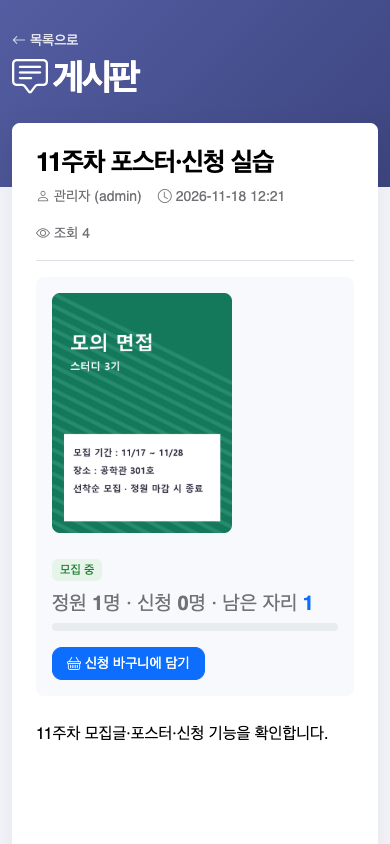 ← 목록으로
게시판
11주차 포스터·신청 실습
관리자 (admin) 2026-11-18 12:21
조회 4
모의 면접
스터디 3기
모집 기간 : 11/17 ~ 11/28
장소 : 공학관 301호
선착순 모집 · 정원 마감 시 종료
모집 중
정원 1명 · 신청 0명 · 남은 자리 1
신청 바구니에 담기
11주차 모집글·포스터·신청 기능을 확인합니다.